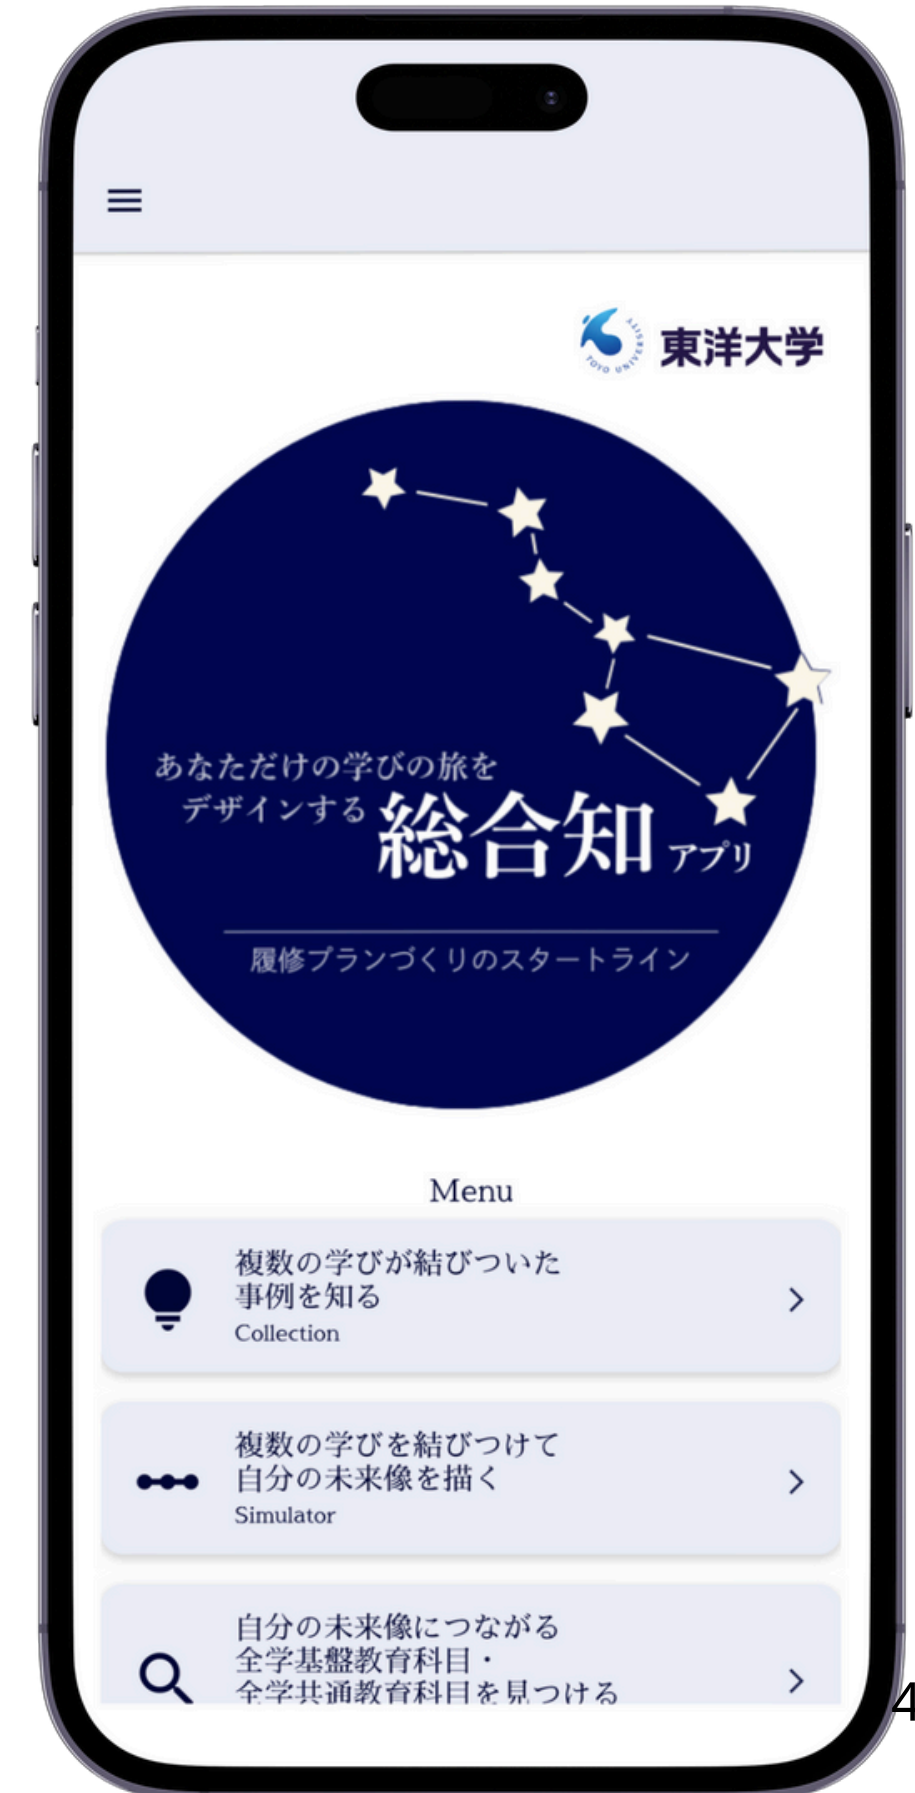 TOYO UNIVERSITY
東洋大学
あなただけの学びの旅を
デザインする
総合知 アプリ
履修プランづくりのスタートライン
Menu
複数の学びが結びついた
事例を知る
Collection
複数の学びを結びつけて
自分の未来像を描く
Simulator
自分の未来像につながる
全学基盤教育科目・
全学共通教育科目を見つける
4